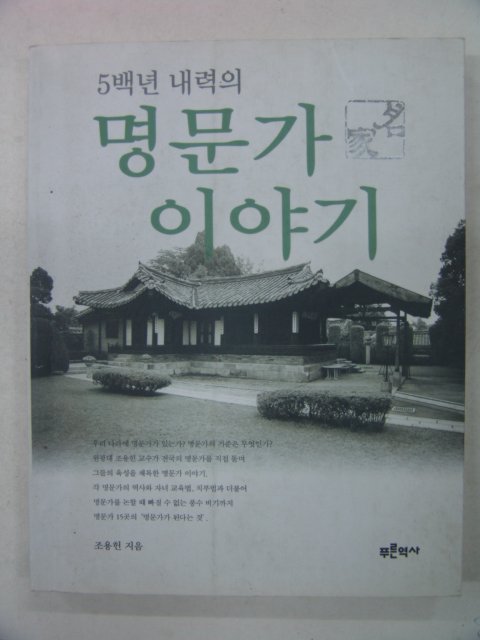 5백년 내력의
명문가
名家
이야기
우리 나라에 명문가가 있는가? 명문가의 기준은 무엇인가?
원광대 조용헌 교수가 전국의 명문가를 직접 돌며
그들의 육성을 채록한 명문가 이야기.
각 명문가의 역사와 자녀 교육법, 치부법과 더불어
명문가를 논할 때 빠질 수 없는 풍수 비기까지
명문가 15곳의 '명문가가 된다는 것'.
조용헌 지음
푸른역사